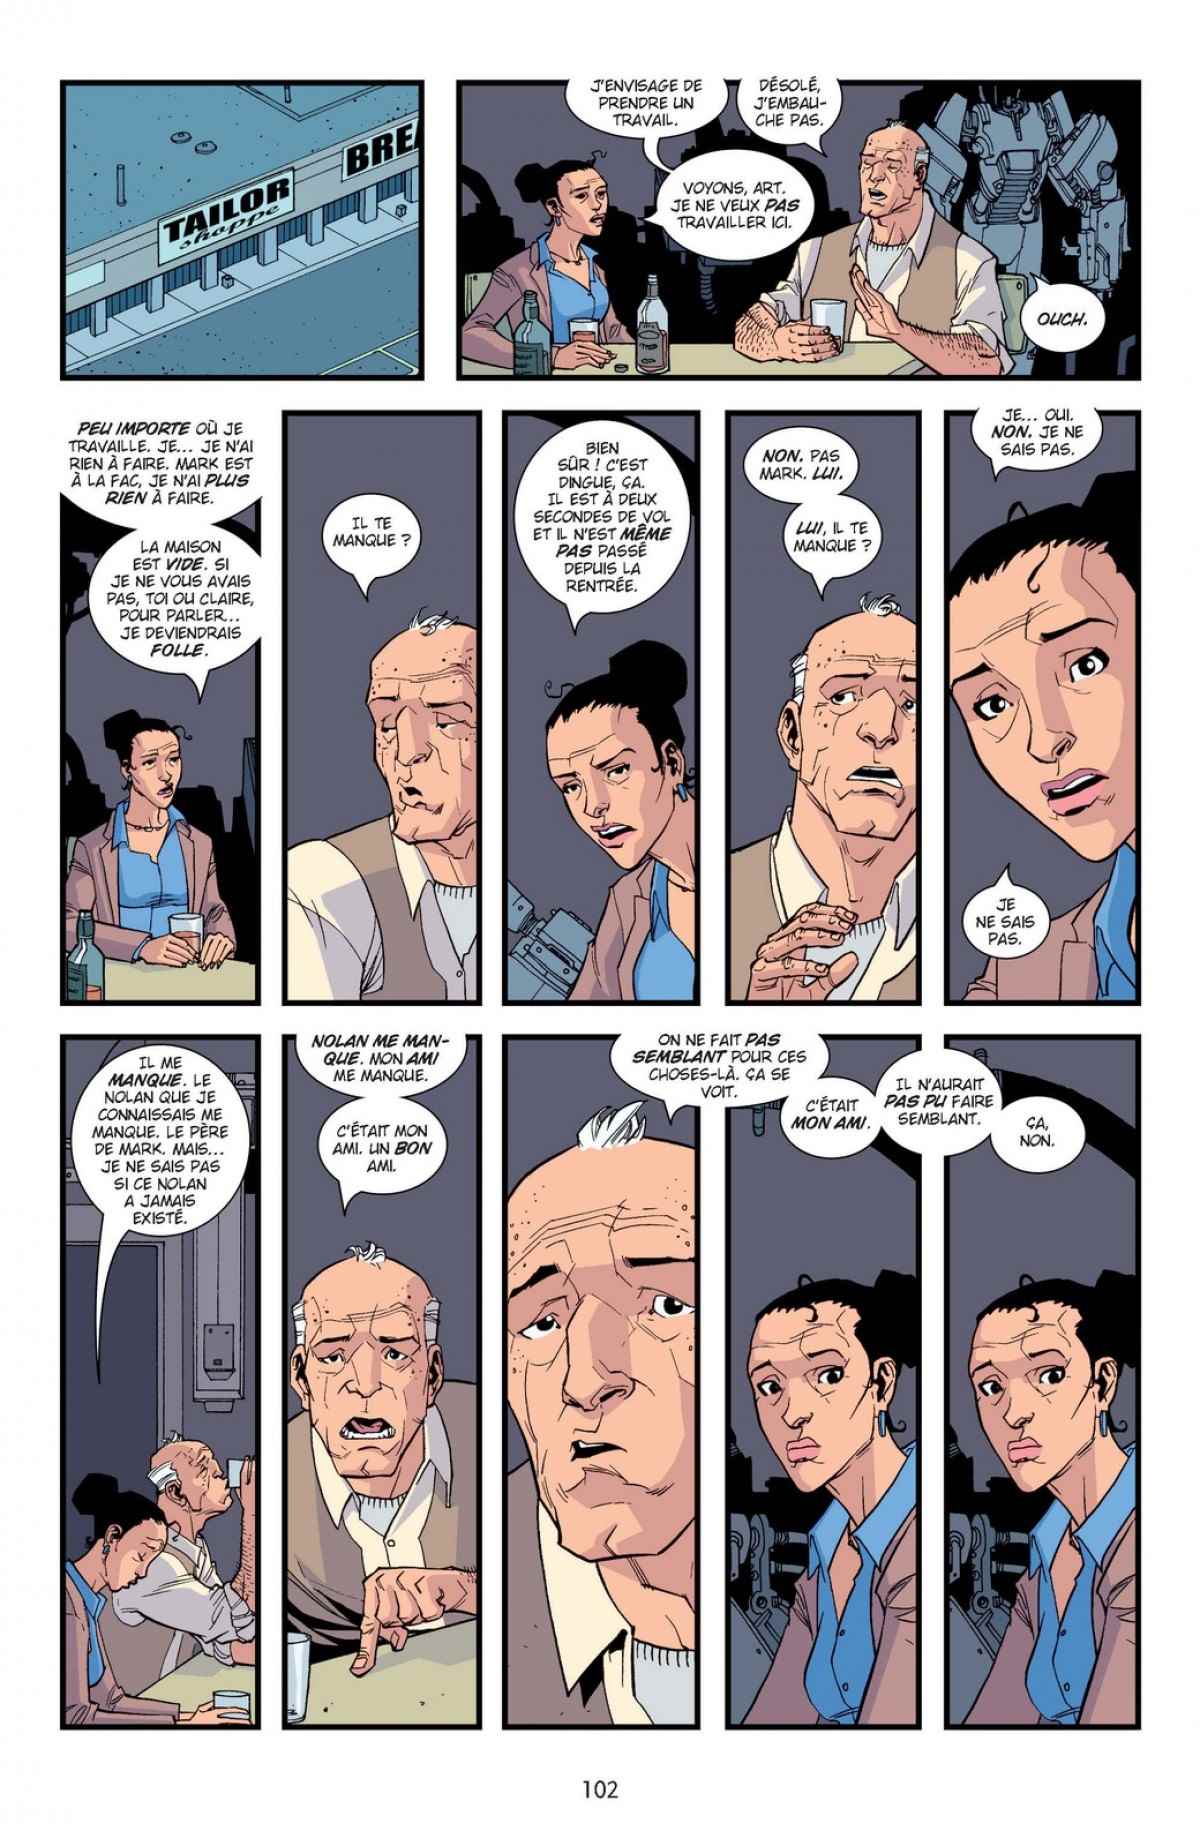 TAILOR
shoppe
BREA
J'ENVISAGE DE
PRENDRE UN
TRAVAIL.
DÉSOLÉ,
J'EMBAU-
CHE PAS.
VOYONS, ART.
JE NE VEUX PAS
TRAVAILLER ICI.
OUCH.
PEU IMPORTE OÙ JE
TRAVAILLE. JE... JE N'AI
RIEN À FAIRE. MARK EST
À LA FAC, JE N'AI PLUS
RIEN À FAIRE.
LA MAISON
EST VIDE. SI
JE NE VOUS AVAIS
PAS, TOI OU CLAIRE,
POUR PARLER...
JE DEVIENDRAIS
FOLLE.
IL TE
MANQUE ?
BIEN
SÛR ! C'EST
DINGUE, ÇA.
IL EST À DEUX
SECONDES DE VOL
ET IL N'EST MÊME
PAS PASSÉ
DEPUIS LA
RENTRÉE.
NON. PAS
MARK. LUI.
LUI, IL TE
MANQUE ?
JE... OUI.
NON. JE NE
SAIS PAS.
JE
NE SAIS
PAS.
IL ME
MANQUE. LE
NOLAN QUE JE
CONNAISSAIS ME
MANQUE. LE PÈRE
DE MARK. MAIS...
JE NE SAIS PAS
SI CE NOLAN
A JAMAIS
EXISTÉ.
NOLAN ME MAN-
QUE. MON AMI
ME MANQUE.
C'ÉTAIT MON
AMI. UN BON
AMI.
ON NE FAIT PAS
SEMBLANT POUR CES
CHOSES-LÀ. ÇA SE
VOIT.
C'ÉTAIT
MON AMI.
IL N'AURAIT
PAS PU FAIRE
SEMBLANT.
ÇA,
NON.
102